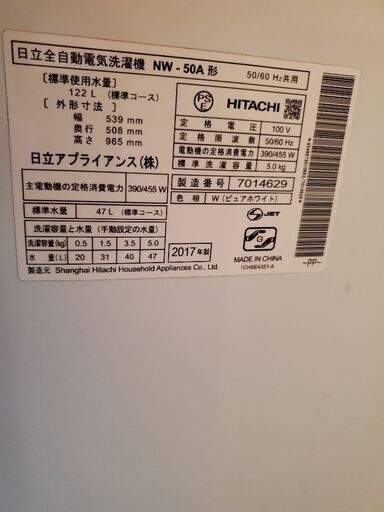 日立全自動電気洗濯機 NW-50A 形 50/60 Hz共用
［標準使用水量］
122 L (標準コース)
［外形寸法］
幅 539 mm
奥行 508 mm
高さ 965 mm
日立アプライアンス(株)
主電動機の定格消費電力 390/455 W
標準水量 47 L (標準コース)
洗濯容量と水量 (手動設定の水量)
洗濯容量(kg) 0.5 1.5 3.5 5.0
水量(L) 20 31 40 47
製造元 Shanghai Hitachi Household Appliances Co., Ltd.
PS
E
HITACHI
定格電圧 100 V
定格周波数 50/60 Hz
電動機の定格消費電力 390/455 W
標準洗濯容量 5.0 kg
製造番号 7014629
色相 W (ピュアホワイト)
2017年製
S JET
G
MADE IN CHINA
1CHSE4321-A
-PP-